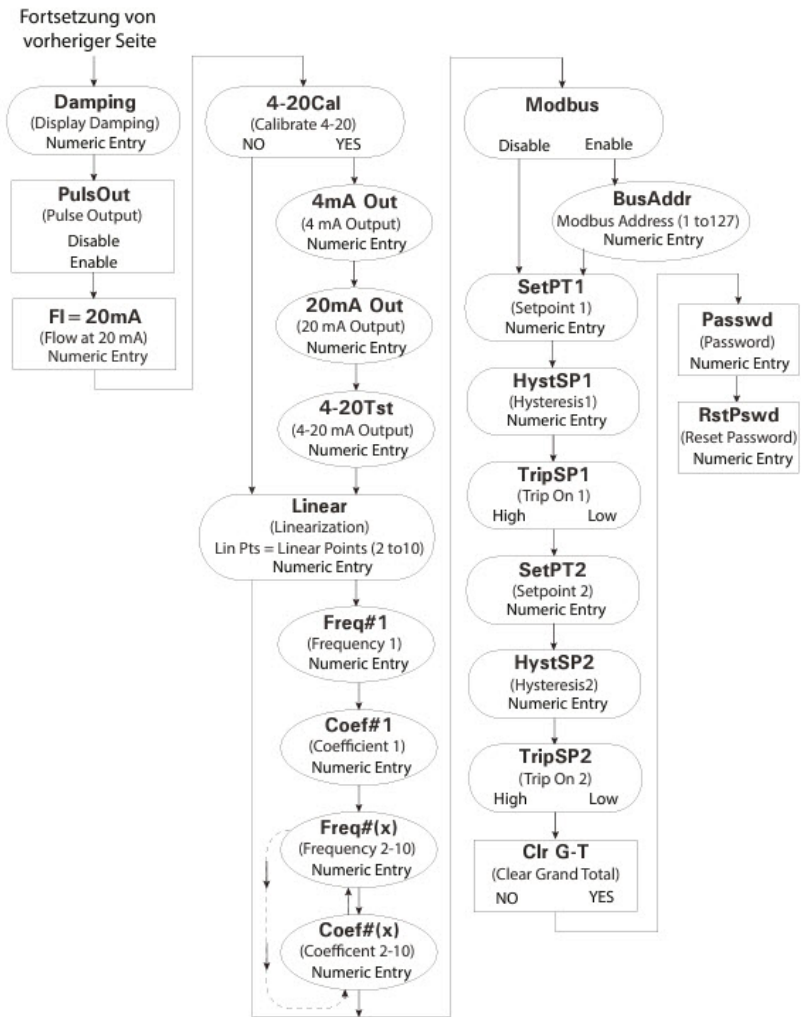 Fortsetzung von
vorheriger Seite
Damping
(Display Damping)
Numeric Entry
PulsOut
(Pulse Output)
Disable
Enable
Fl = 20mA
(Flow at 20 mA)
Numeric Entry
4-20Cal
(Calibrate 4-20)
NO YES
4mA Out
(4 mA Output)
Numeric Entry
20mA Out
(20 mA Output)
Numeric Entry
4-20Tst
(4-20 mA Output)
Numeric Entry
Linear
(Linearization)
Lin Pts = Linear Points (2 to10)
Numeric Entry
Freq#1
(Frequency 1)
Numeric Entry
Coef#1
(Coefficient 1)
Numeric Entry
Freq#(x)
(Frequency 2-10)
Numeric Entry
Coef#(x)
(Coefficent 2-10)
Numeric Entry
Modbus
Disable Enable
BusAddr
Modbus Address (1 to127)
Numeric Entry
SetPT1
(Setpoint 1)
Numeric Entry
HystSP1
(Hysteresis1)
Numeric Entry
TripSP1
(Trip On 1)
High Low
SetPT2
(Setpoint 2)
Numeric Entry
HystSP2
(Hysteresis2)
Numeric Entry
TripSP2
(Trip On 2)
High Low
Clr G-T
(Clear Grand Total)
NO YES
Passwd
(Password)
Numeric Entry
RstPswd
(Reset Password)
Numeric Entry